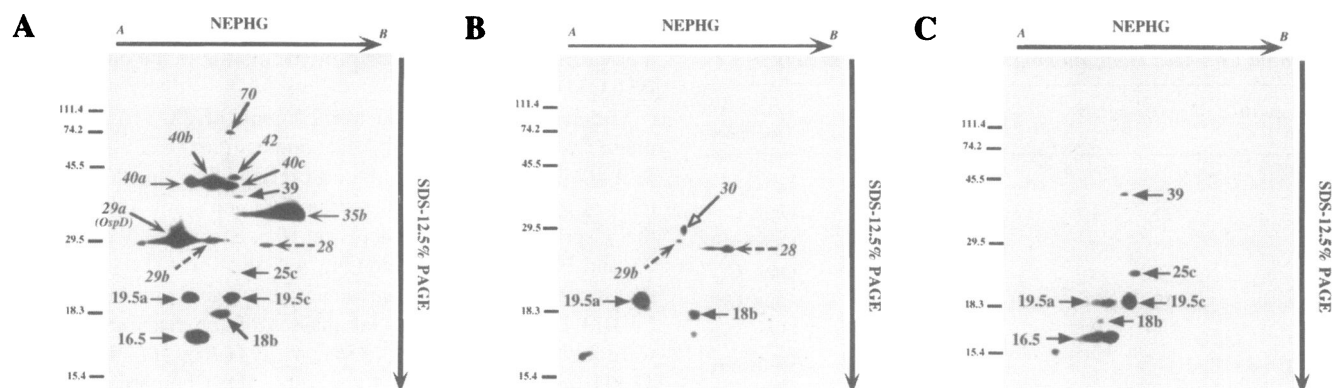 A
NEPHG
A
B
111.4
74.2
45.5
29.5
18.3
15.4
70
40b
42
40c
40a
39
29a
(OspD)
35b
28
29b
25c
19.5a
19.5c
16.5
18b
SDS-12.5% PAGE
B
NEPHG
A
B
111.4
74.2
45.5
29.5
18.3
15.4
30
29b
28
19.5a
18b
SDS-12.5% PAGE
C
NEPHG
A
B
111.4
74.2
45.5
29.5
18.3
15.4
39
25c
19.5a
19.5c
18b
16.5
SDS-12.5% PAGE